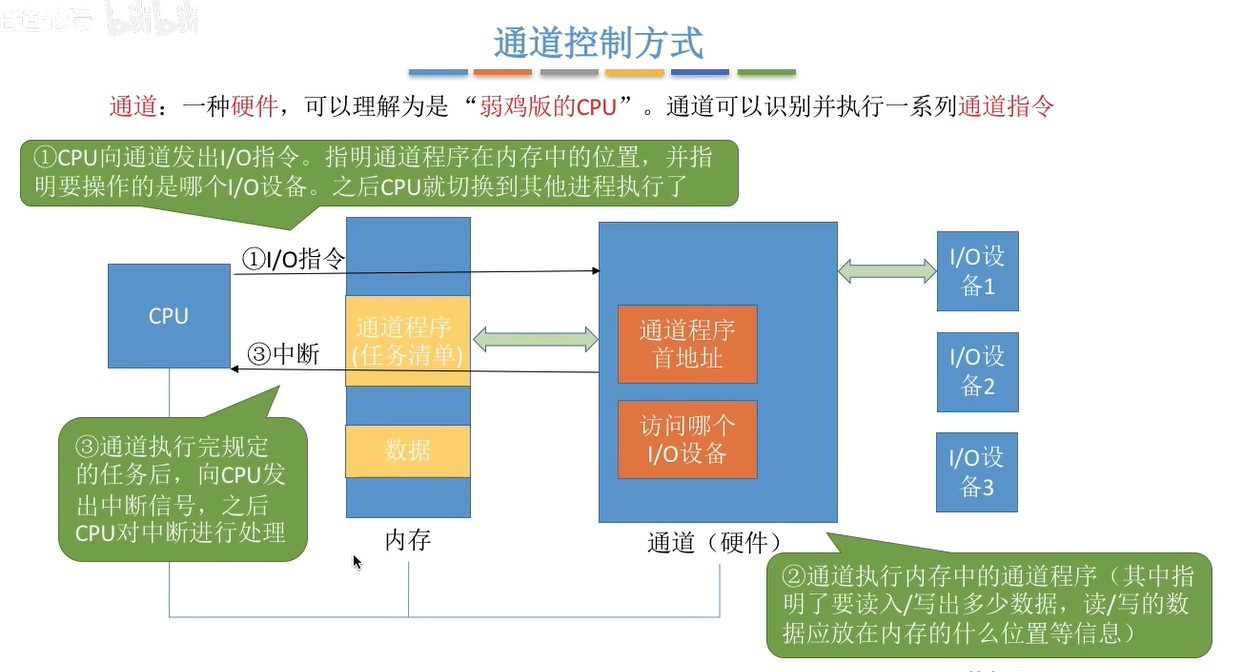 bilibili
通道控制方式
通道：一种硬件，可以理解为是“弱鸡版的CPU”。通道可以识别并执行一系列通道指令
①CPU向通道发出I/O指令。指明通道程序在内存中的位置，并指
明要操作的是哪个I/O设备。之后CPU就切换到其他进程执行了
①I/O指令
CPU
通道程序
(任务清单)
③中断
数据
内存
通道程序
首地址
访问哪个
I/O设备
通道（硬件）
I/O设
备1
I/O设
备2
I/O设
备3
③通道执行完规定
的任务后，向CPU发
出中断信号，之后
CPU对中断进行处理
②通道执行内存中的通道程序（其中指
明了要读入/写出多少数据，读/写的数
据应放在内存的什么位置等信息）